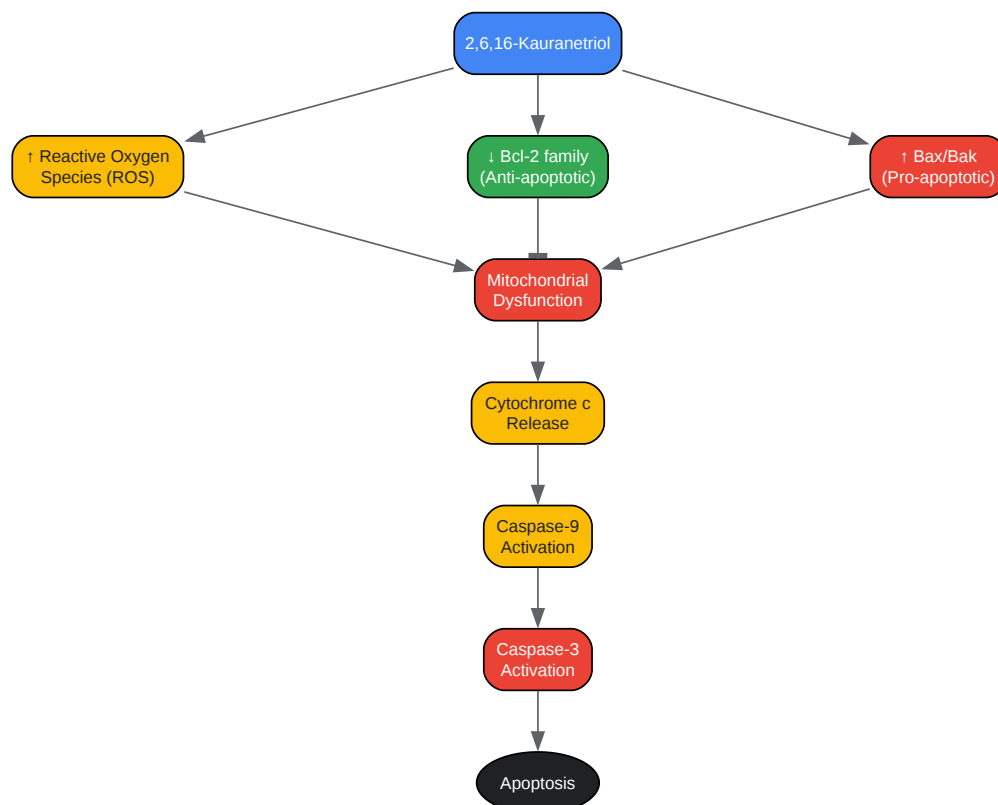 2,6,16-Kauranetriol
↑ Reactive Oxygen
Species (ROS)
↓ Bcl-2 family
(Anti-apoptotic)
↑ Bax/Bak
(Pro-apoptotic)
Mitochondrial
Dysfunction
Cytochrome c
Release
Caspase-9
Activation
Caspase-3
Activation
Apoptosis